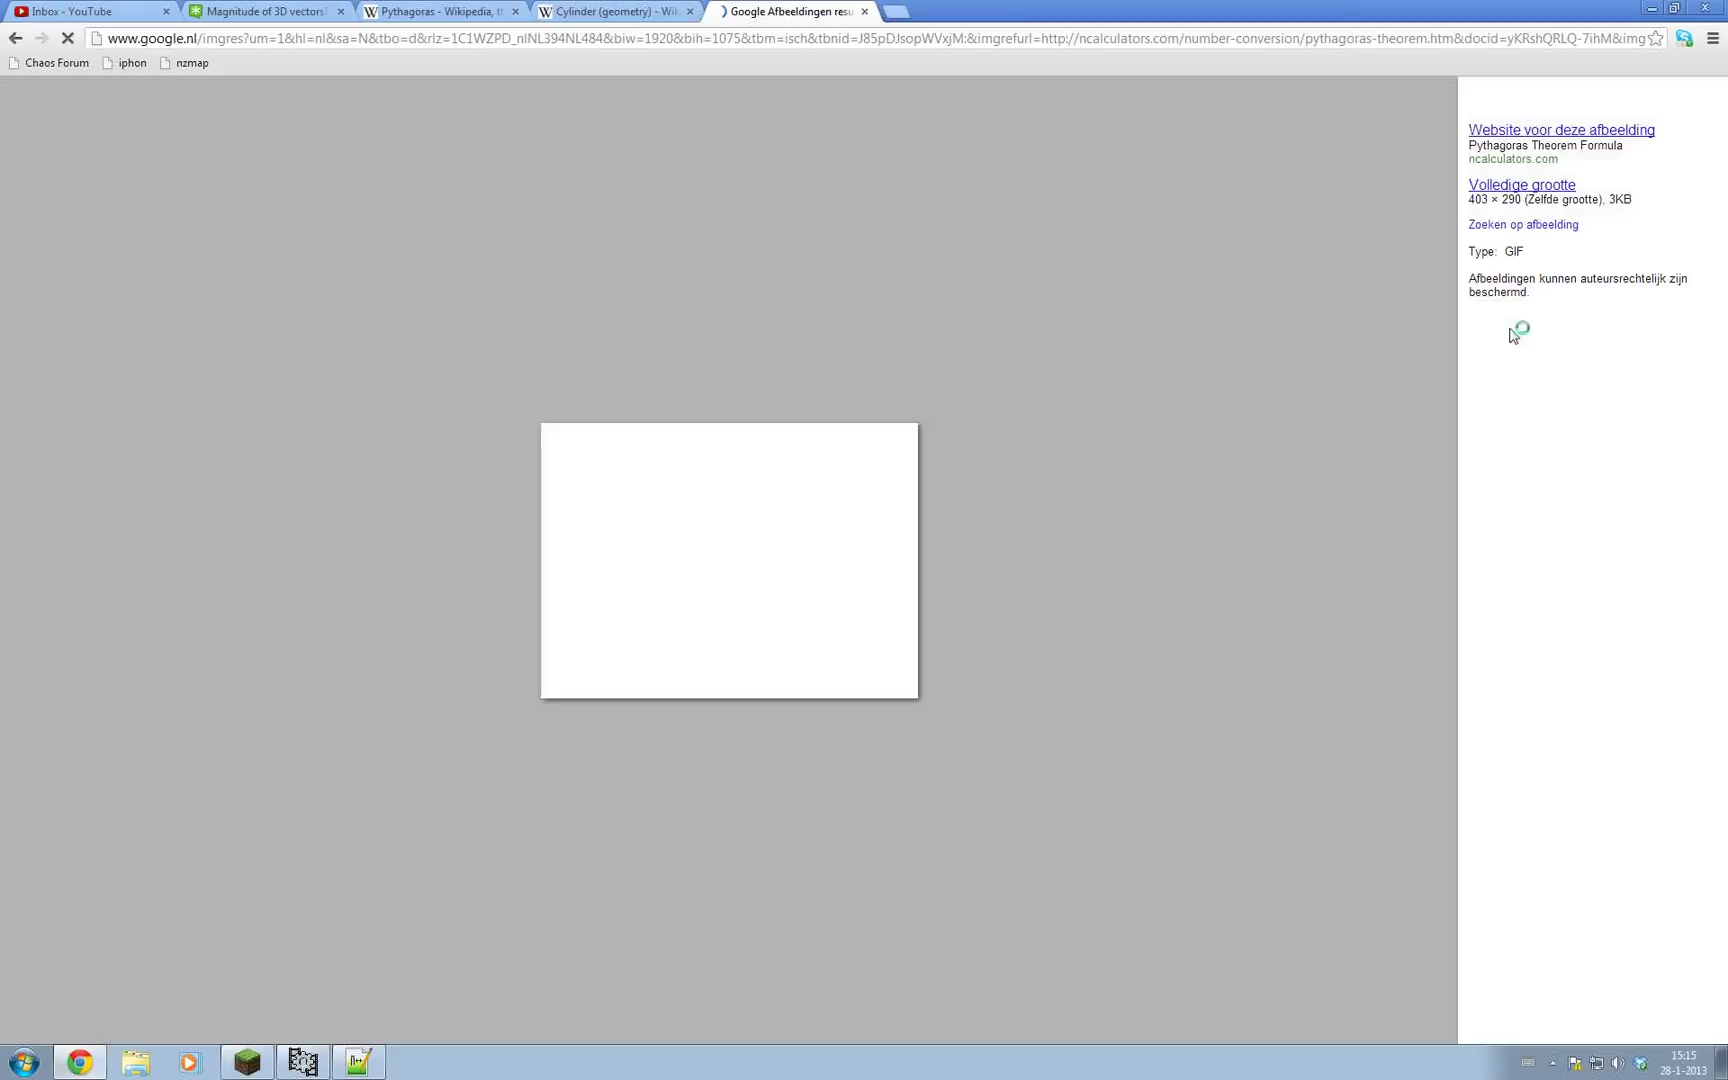 Inbox - YouTube
Magnitude of 3D vectors?
Pythagoras - Wikipedia, t
Cylinder (geometry) - Wi
Google Afbeeldingen resu
www.google.nl/imgres?um=1&hl=nl&sa=N&tbo=d&rlz=1C1WZPD_nlNL394NL484&biw=1920&bih=1075&tbm=isch&tbnid=J85pDJsopWVxjM:&imgrefurl=http://ncalculators.com/number-conversion/pythagoras-theorem.htm&docid=yKRshQRLQ-7ihM&img
Chaos Forum
iphon
nzmap
Website voor deze afbeelding
Pythagoras Theorem Formula
ncalculators.com
Volledige grootte
403 × 290 (Zelfde grootte), 3KB
Zoeken op afbeelding
Type: GIF
Afbeeldingen kunnen auteursrechtelijk zijn
beschermd.
15:15
28-1-2013